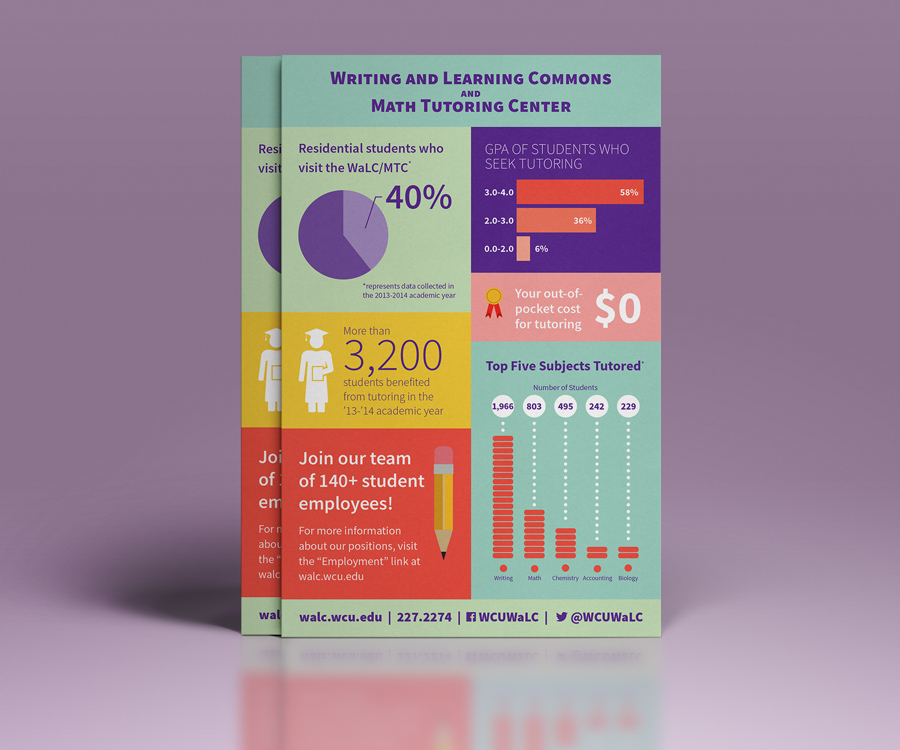 WRITING AND LEARNING COMMONS
AND
MATH TUTORING CENTER
Residential students who
visit the WaLC/MTC*
40%
*represents data collected in
the 2013-2014 academic year
More than
3,200
students benefited
from tutoring in the
'13-'14 academic year
Join our team
of 140+ student
employees!
For more information
about our positions, visit
the “Employment” link at
walc.wcu.edu
GPA OF STUDENTS WHO
SEEK TUTORING
3.0-4.0 58%
2.0-3.0 36%
0.0-2.0 6%
Your out-of-
pocket cost
for tutoring
$0
Top Five Subjects Tutored*
Number of Students
1,966 803 495 242 229
Writing Math Chemistry Accounting Biology
walc.wcu.edu | 227.2274 | WCUWaLC | @WCUWaLC